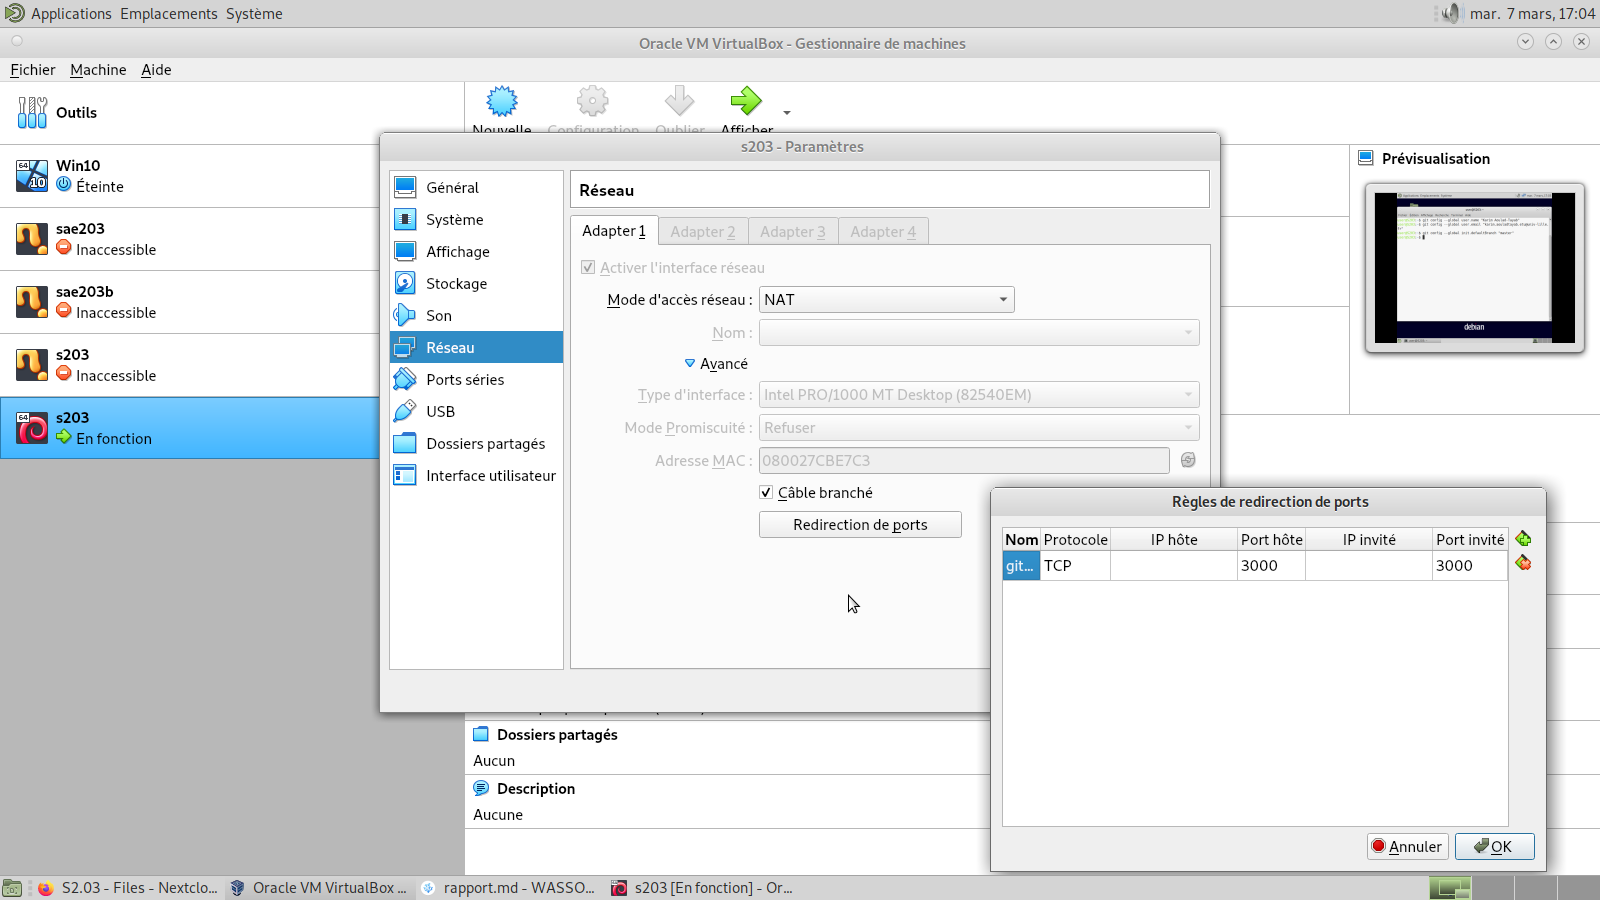 Applications Emplacements Système
mar. 7 mars, 17:04
Oracle VM VirtualBox - Gestionnaire de machines
Fichier Machine Aide
Outils
Nouvelle Configuration Oublier Afficher
Win10
Éteinte
sae203
Inaccessible
sae203b
Inaccessible
s203
Inaccessible
s203
En fonction
s203 - Paramètres
Général
Système
Affichage
Stockage
Son
Réseau
Ports séries
USB
Dossiers partagés
Interface utilisateur
Réseau
Adapter 1 Adapter 2 Adapter 3 Adapter 4
Activer l'interface réseau
Mode d'accès réseau : NAT
Nom :
Avancé
Type d'interface : Intel PRO/1000 MT Desktop (82540EM)
Mode Promiscuité : Refuser
Adresse MAC : 080027CBE7C3
Câble branché
Redirection de ports
Prévisualisation
debian
Règles de redirection de ports
Nom Protocole IP hôte Port hôte IP invité Port invité
git... TCP 3000 3000
Annuler OK
Dossiers partagés
Aucun
Description
Aucune
S2.03 - Files - Nextclo... Oracle VM VirtualBox ... rapport.md - WASSO... s203 [En fonction] - Or...